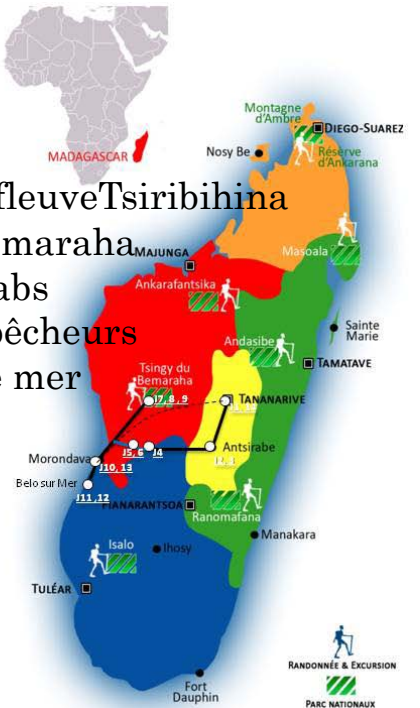 MADAGASCAR
Montagne
d'Ambre
DIEGO-SUAREZ
Nosy Be
Réserve
d'Ankarana
fleuveTsiribihina
maraha
MAJUNGA
Masoala
abs
Ankarafantsika
pêcheurs
Andasibe
Sainte
Marie
e mer
Tsingy du
Bemaraha
TAMATAVE
J7, 8 , 9
TANANARIVE
Antsirabe
J5, 6
J4
Morondava
J10, 13
Belo sur Mer
J11 ,12
FIANARANTSOA
Ranomafana
Manakara
Isalo
Ihosy
TULÉAR
Fort
Dauphin
RANDONNÉE & EXCURSION
PARC NATIONAUX